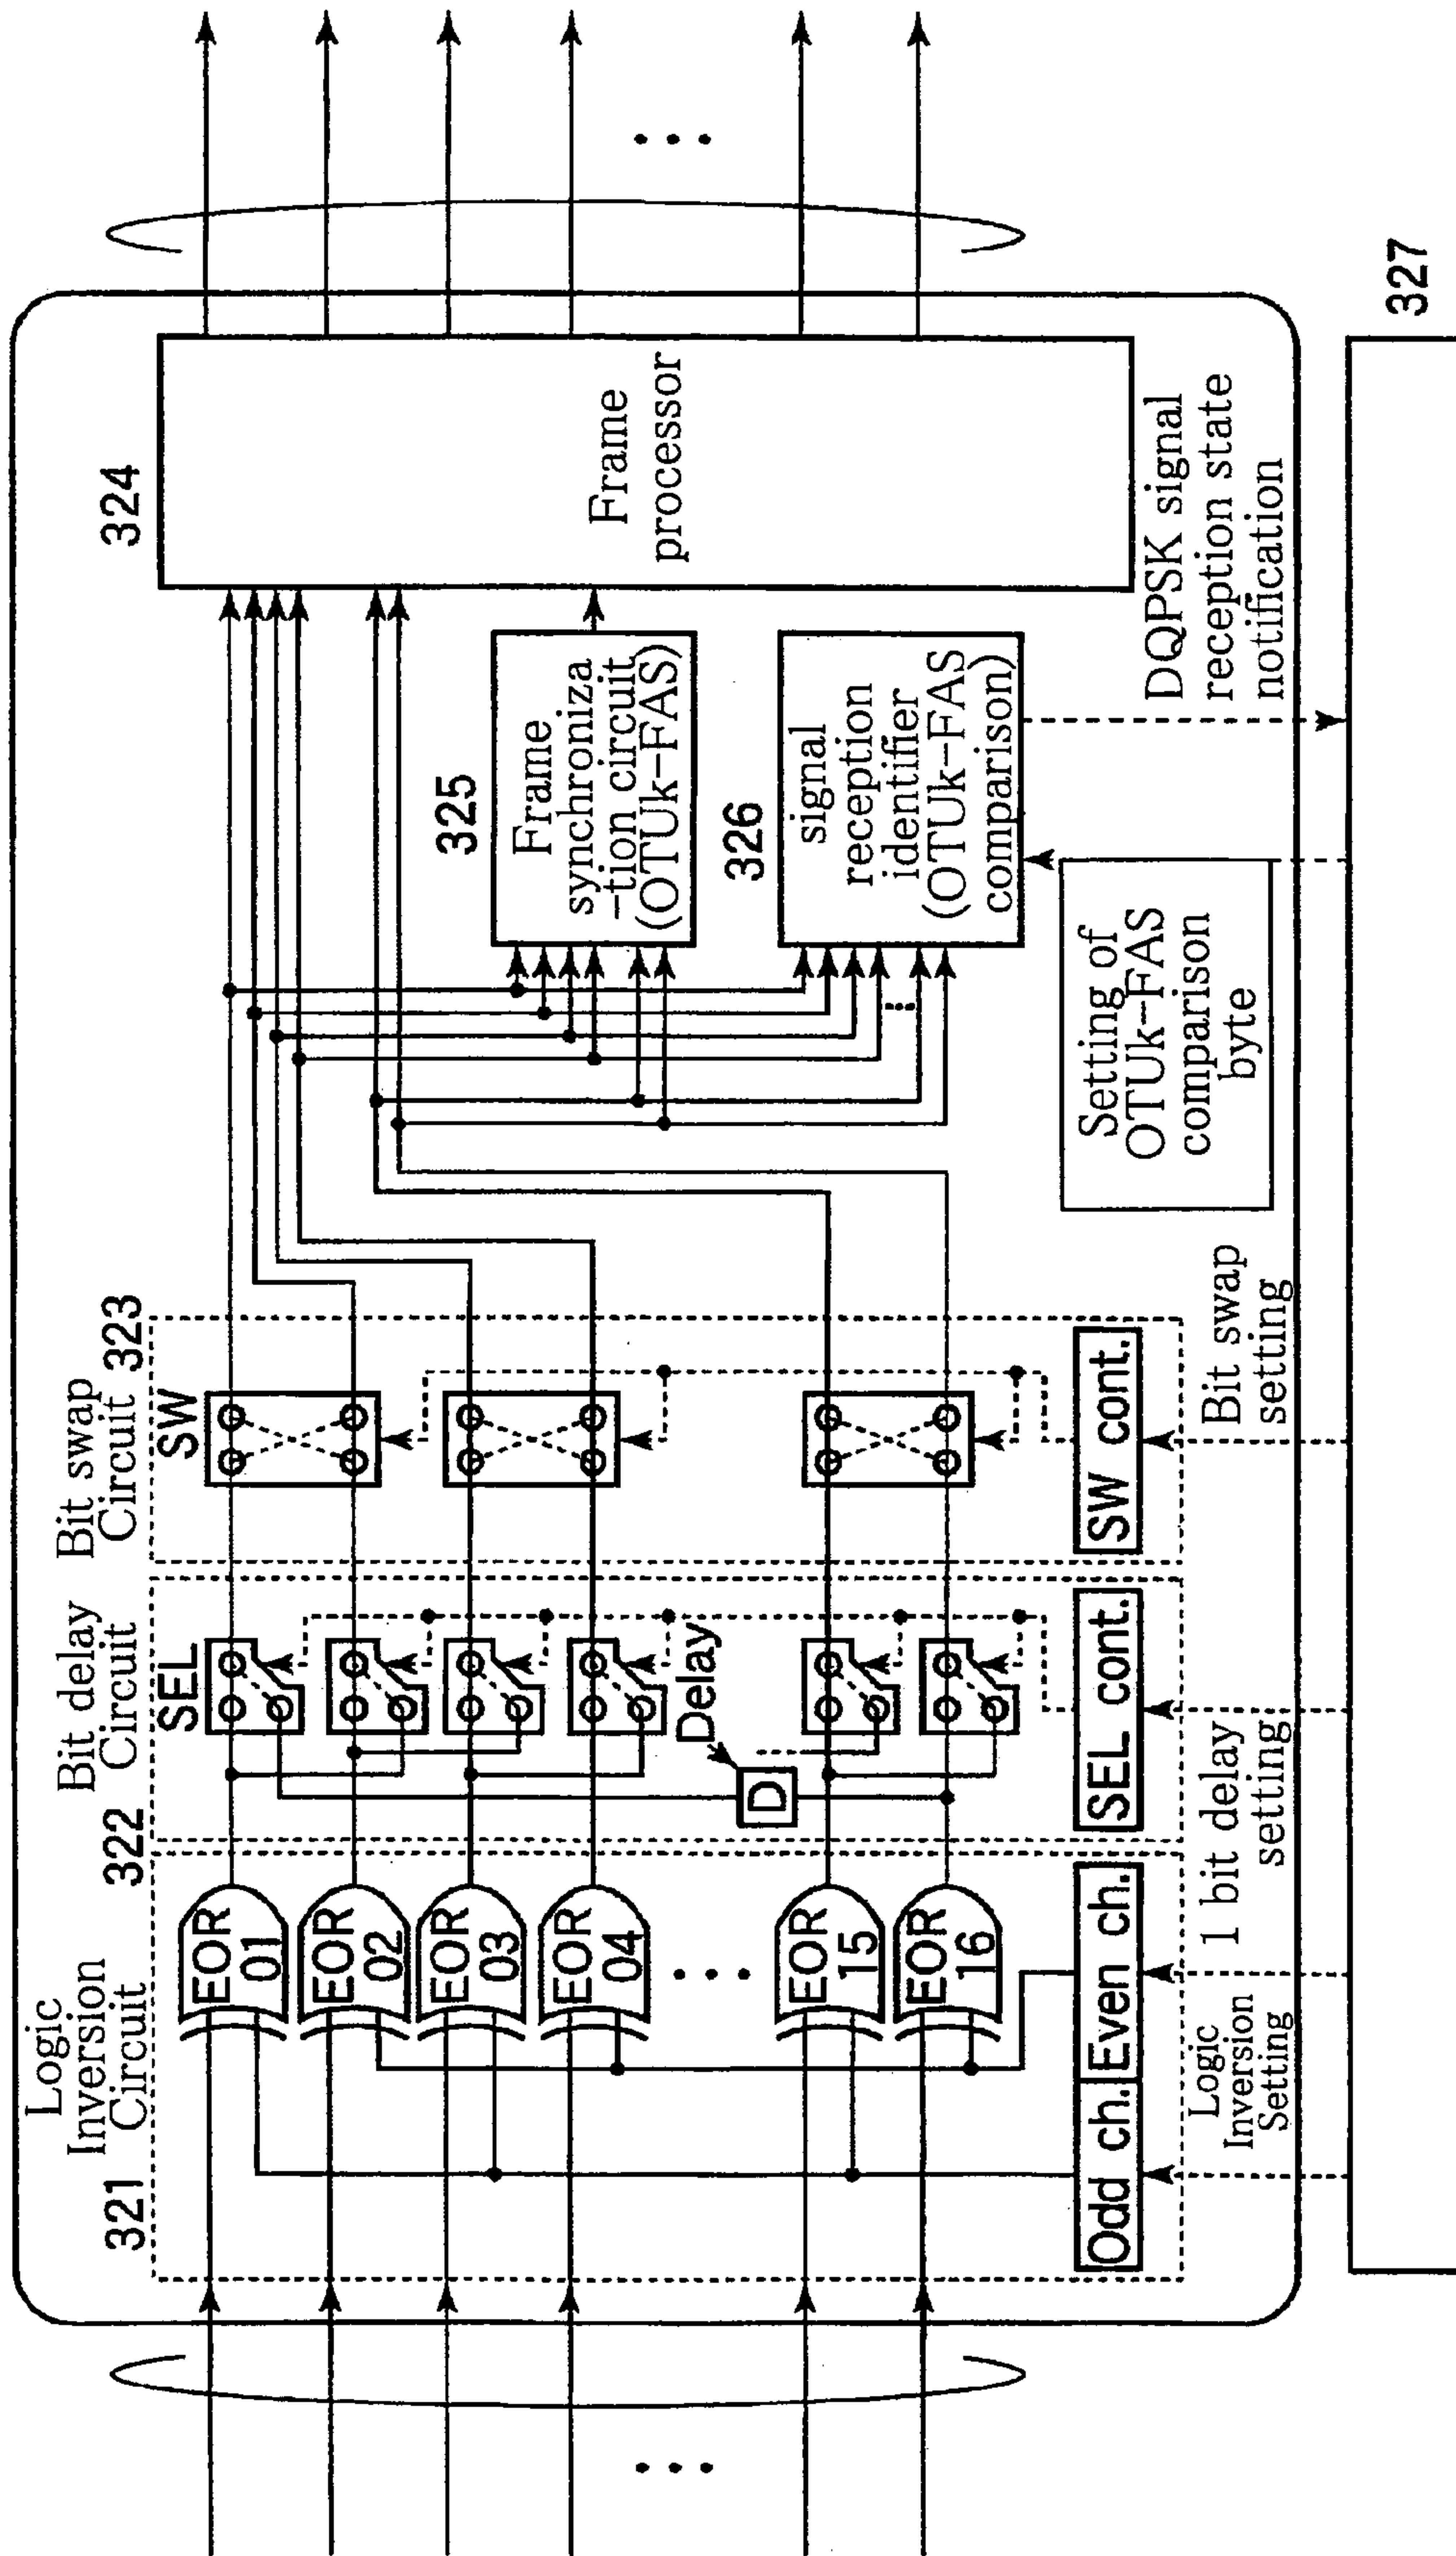 Logic
Inversion
Circuit
321
Bit delay
Circuit
322
Bit swap
Circuit 323
324
SEL
SW
EOR
01
EOR
02
EOR
03
EOR
04
...
EOR
15
EOR
16
Delay
D
Odd ch.
Even ch.
SEL cont.
SW cont.
Logic
Inversion
Setting
1 bit delay
setting
Bit swap
setting
325
Frame
synchroniza
-tion circuit
(OTUk-FAS)
326
signal
reception
identifier
(OTUk-FAS
comparison)
Setting of
OTUk-FAS
comparison
byte
Frame
processor
DQPSK signal
reception state
notification
327